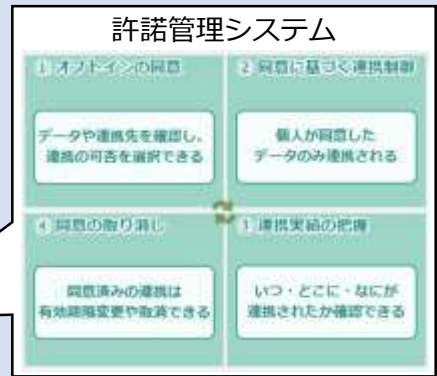 許諾管理システム
1 オプトインの同意
データや連携先を確認し、
連携の可否を選択できる
2 同意に基づく連携制御
個人が同意した
データのみ連携される
3 連携実績の把握
いつ・どこに・なにが
連携されたか確認できる
4 同意の取り消し
同意済みの連携は
有効期限変更や取消できる